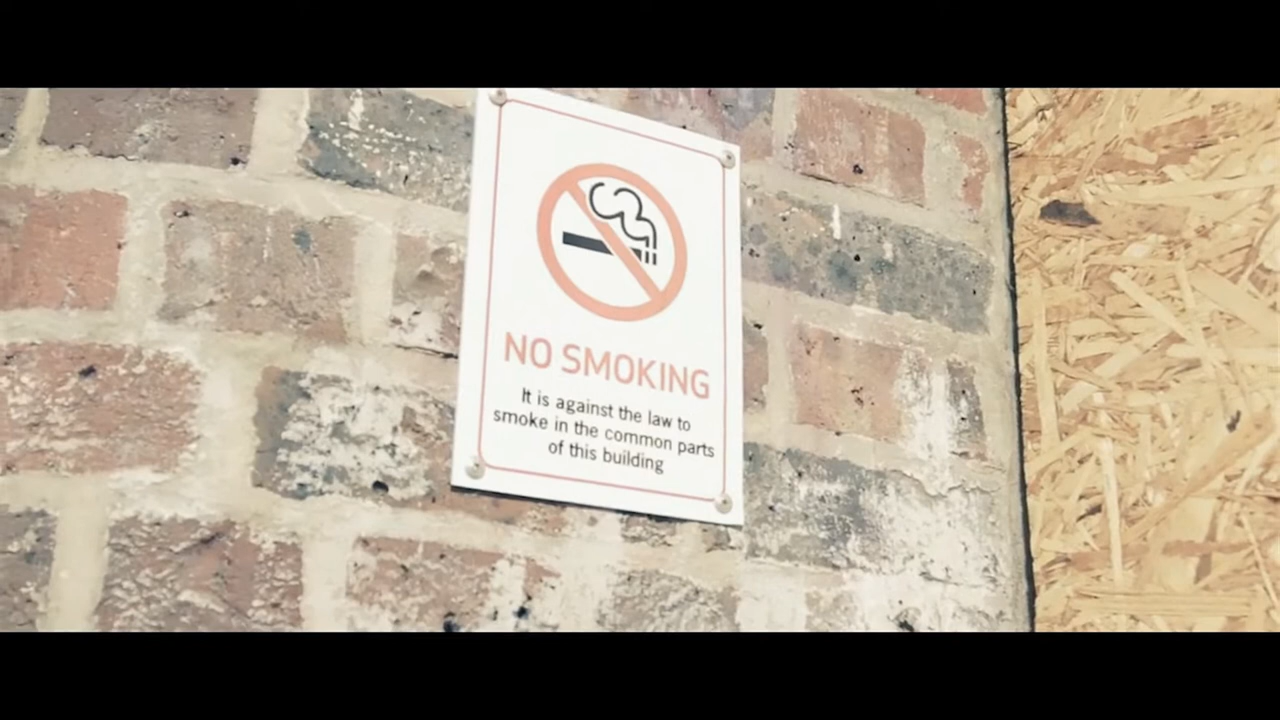 NO SMOKING
It is against the law to
smoke in the common parts
of this building